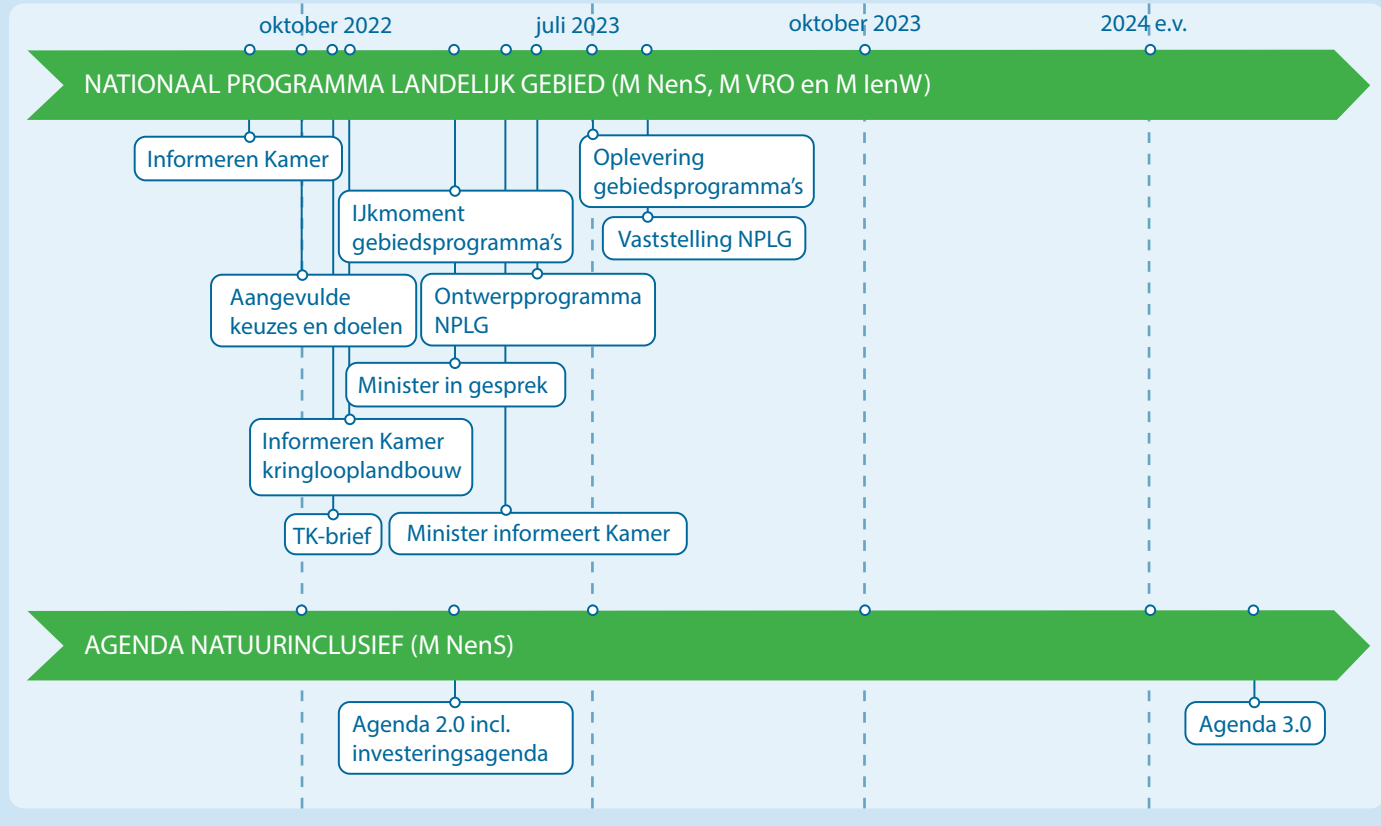 oktober 2022
juli 2023
oktober 2023
2024 e.v.
NATIONAAL PROGRAMMA LANDELIJK GEBIED (M NenS, M VRO en M IenW)
Informeren Kamer
Oplevering
gebiedsprogramma's
IJkmoment
gebiedsprogramma's
Vaststelling NPLG
Aangevulde
keuzes en doelen
Ontwerpprogramma
NPLG
Minister in gesprek
Informeren Kamer
kringlooplandbouw
TK-brief
Minister informeert Kamer
AGENDA NATUURINCLUSIEF (M NenS)
Agenda 2.0 incl.
investeringsagenda
Agenda 3.0